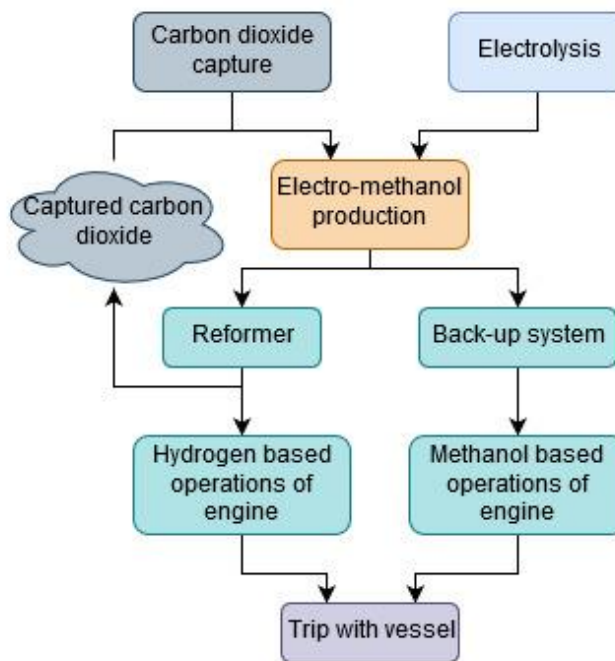 Carbon dioxide
capture
Electrolysis
Captured carbon
dioxide
Electro-methanol
production
Reformer
Back-up system
Hydrogen based
operations of
engine
Methanol based
operations of
engine
Trip with vessel